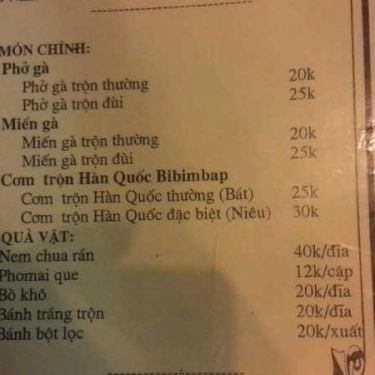 MÓN CHÍNH:
Phở gà
Phở gà trộn thường 20k
Phở gà trộn đùi 25k
Miến gà
Miến gà trộn thường 20k
Miến gà trộn đùi 25k
Cơm trộn Hàn Quốc Bibimbap
Cơm trộn Hàn Quốc thường (Bát) 25k
Cơm trộn Hàn Quốc đặc biệt (Niêu) 30k
QUÀ VẶT:
Nem chua rán 40k/đĩa
Phomai que 12k/cặp
Bò khô 20k/đĩa
Bánh trắng trộn 20k/đĩa
Bánh bột lọc 20k/xuất